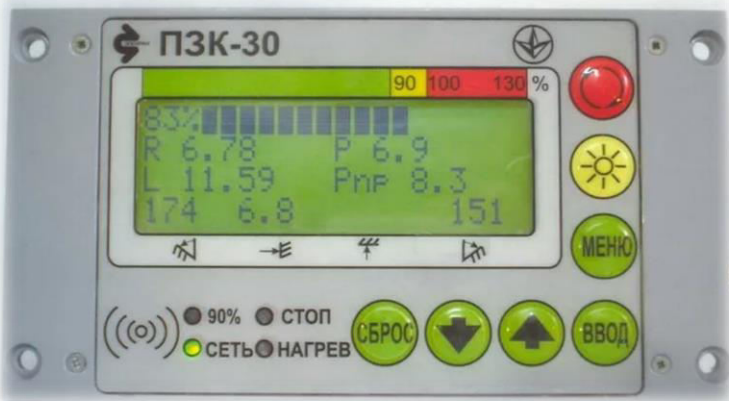 ПЗК-30
90 100 130 %
83%
R 6.78 P 6.9
L 11.59 Pпр 8.3
174 6.8 151
МЕНЮ
90% СТОП
СЕТЬ НАГРЕВ
СБРОС
ВВОД